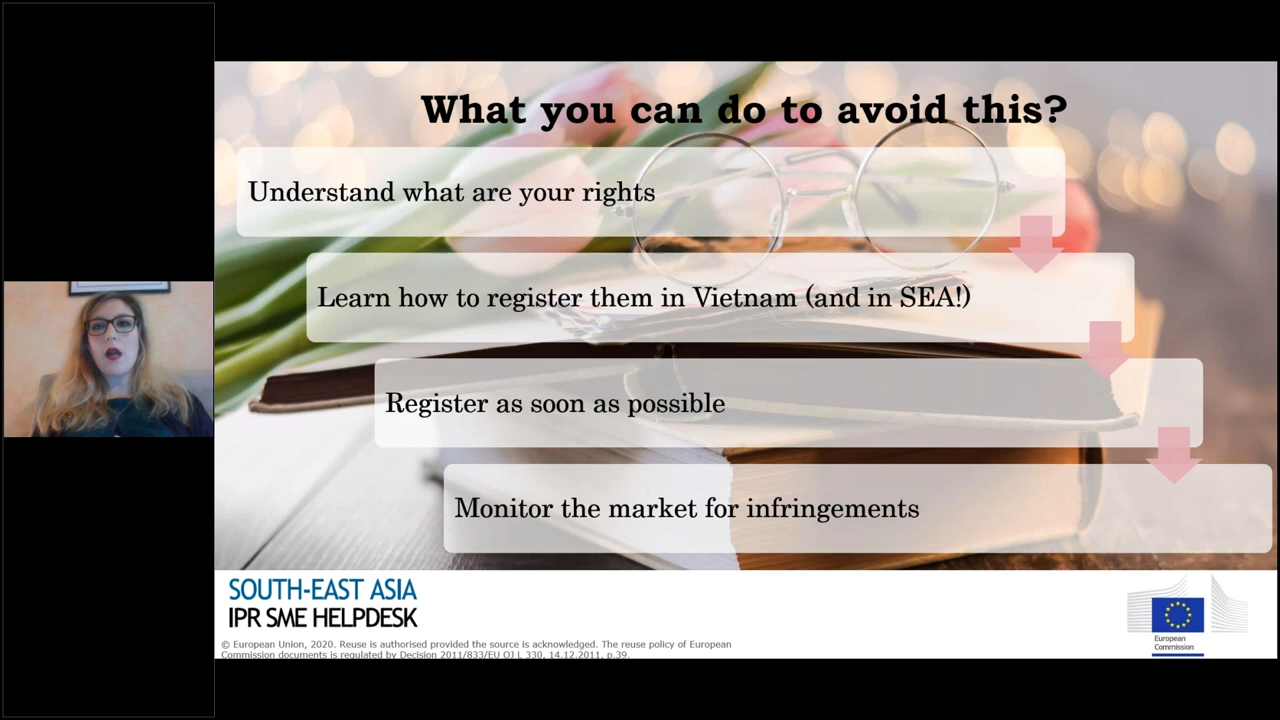 What you can do to avoid this?
Understand what are your rights
Learn how to register them in Vietnam (and in SEA!)
Register as soon as possible
Monitor the market for infringements
SOUTH-EAST ASIA
IPR SME HELPDESK
© European Union, 2020. Reuse is authorised provided the source is acknowledged. The reuse policy of European
Commission documents is regulated by Decision 2011/833/EU OJ L 330, 14.12.2011, p.39.
European
Commission